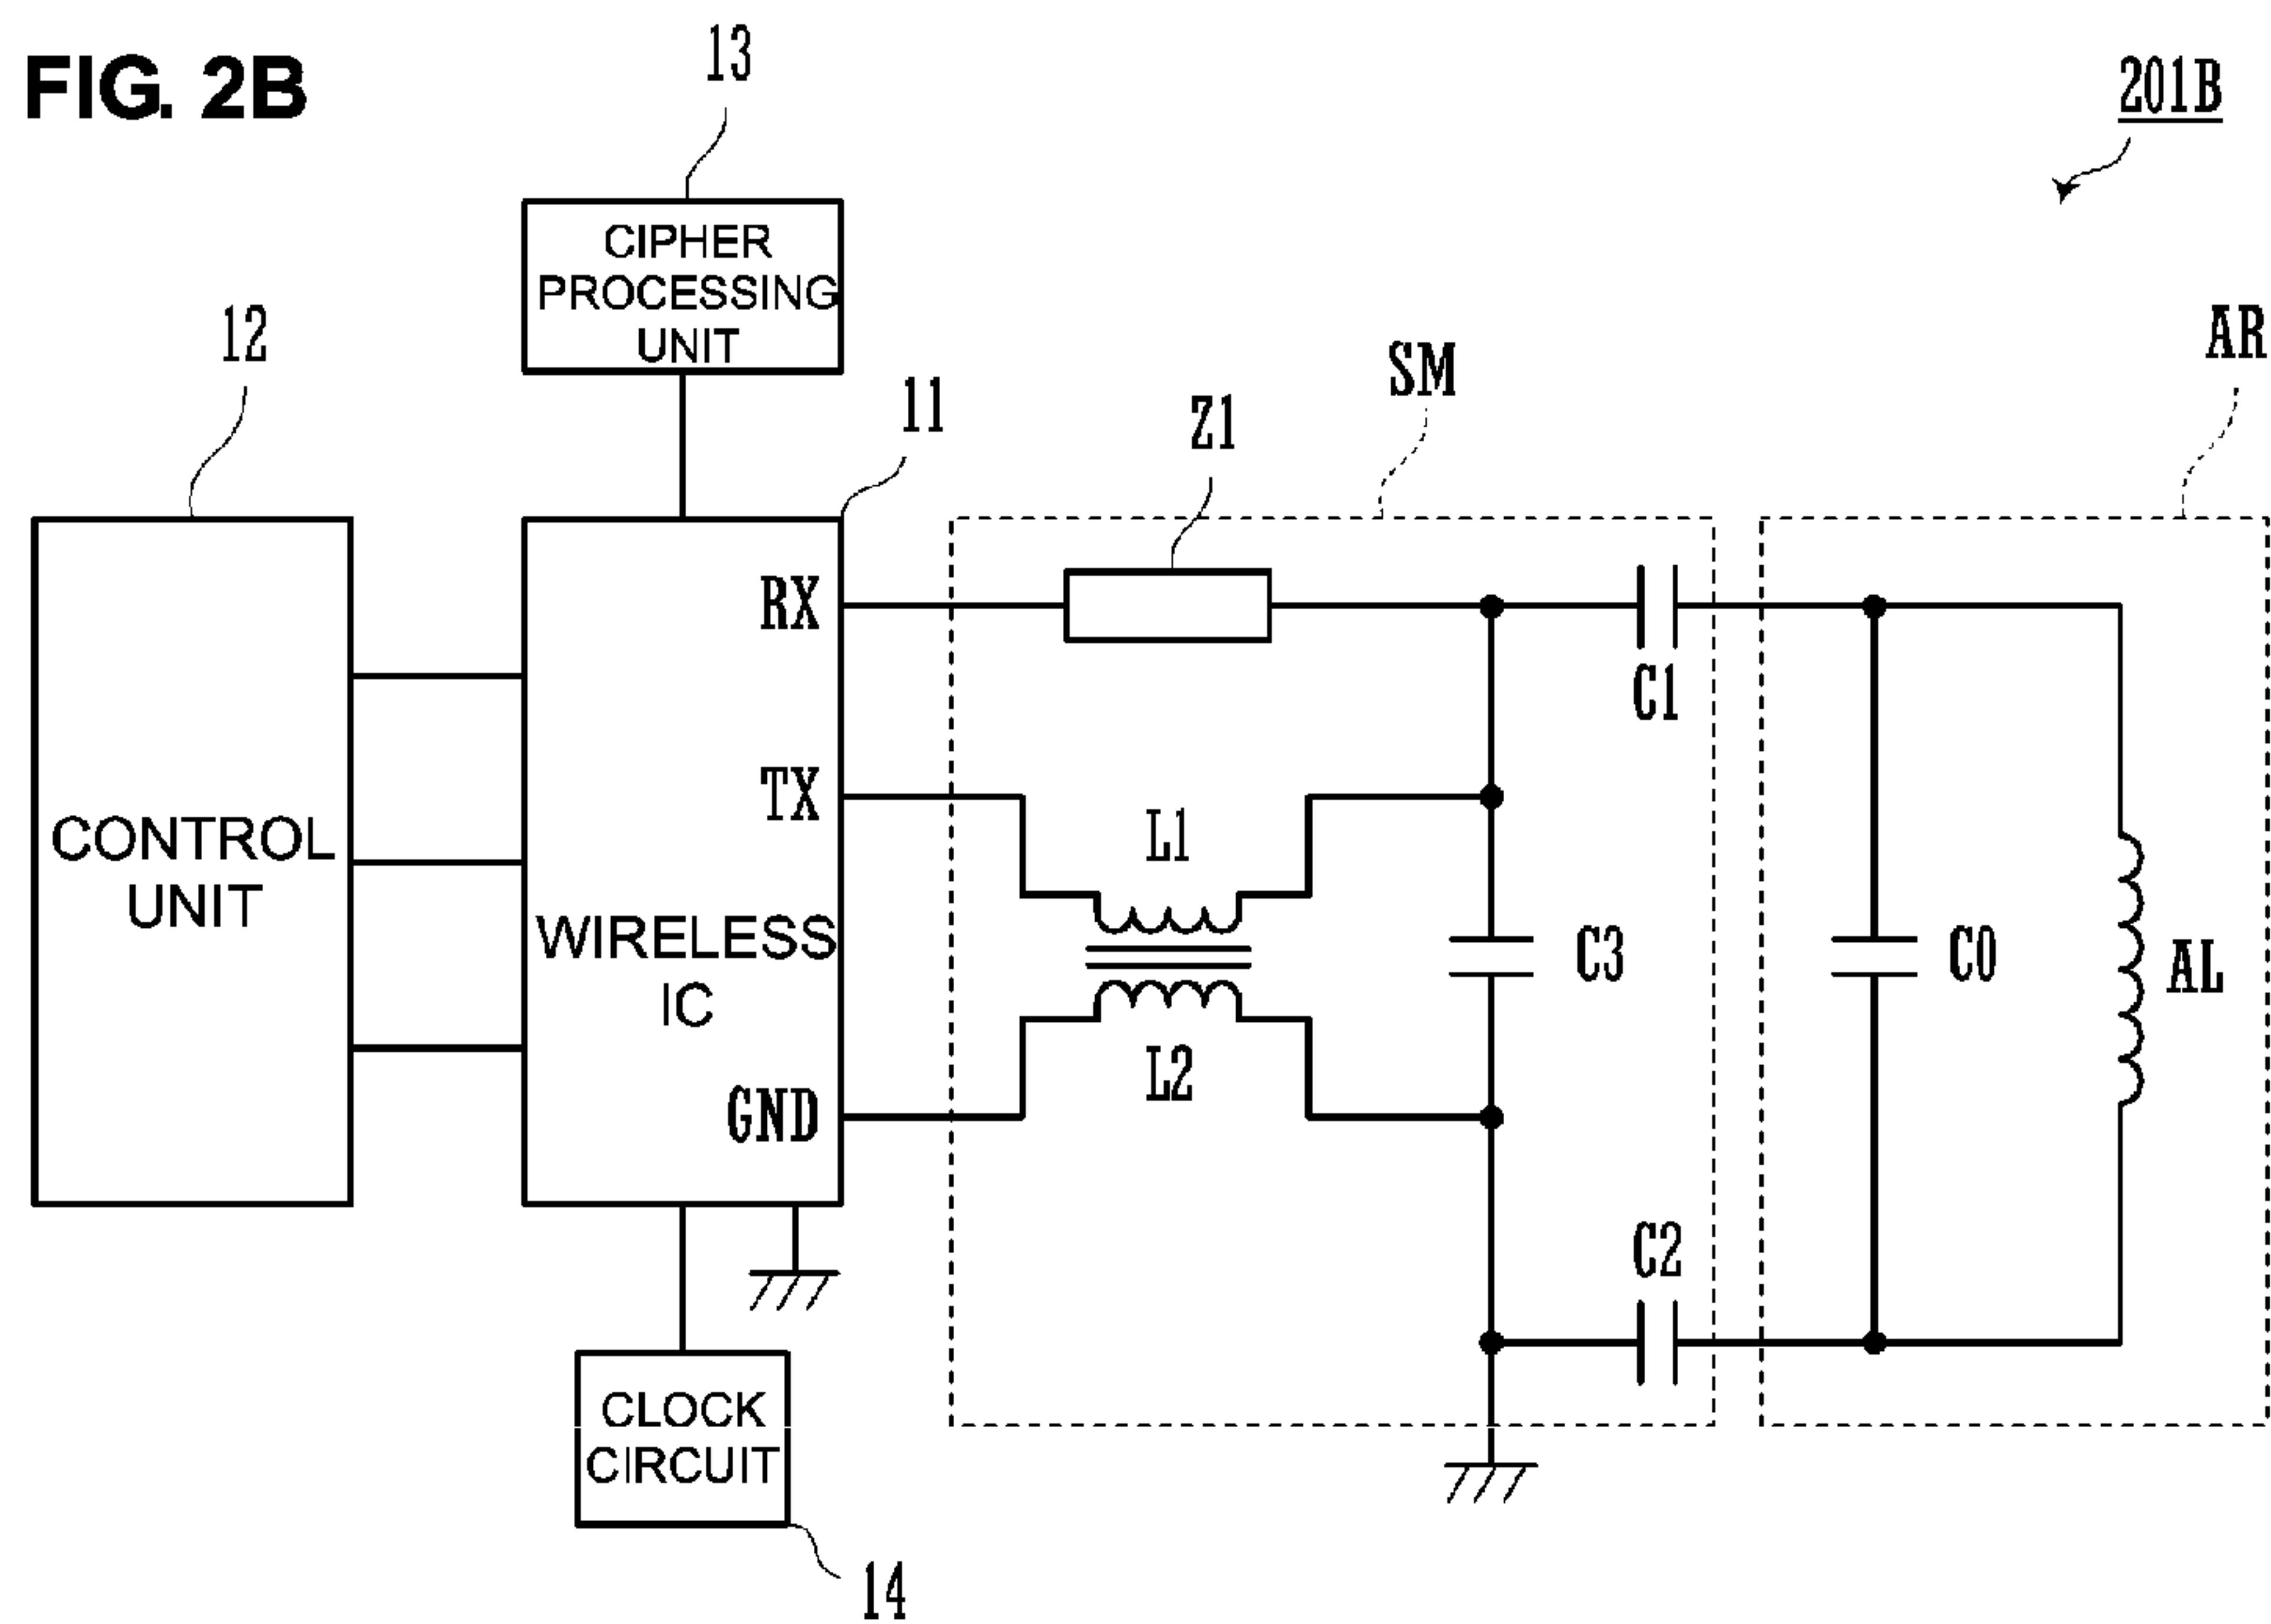 FIG. 2B
13
201B
CIPHER
PROCESSING
UNIT
12
11
Z1
SM
AR
RX
C1
TX
L1
CONTROL
UNIT
WIRELESS
IC
C3
C0
AL
L2
GND
C2
CLOCK
CIRCUIT
14